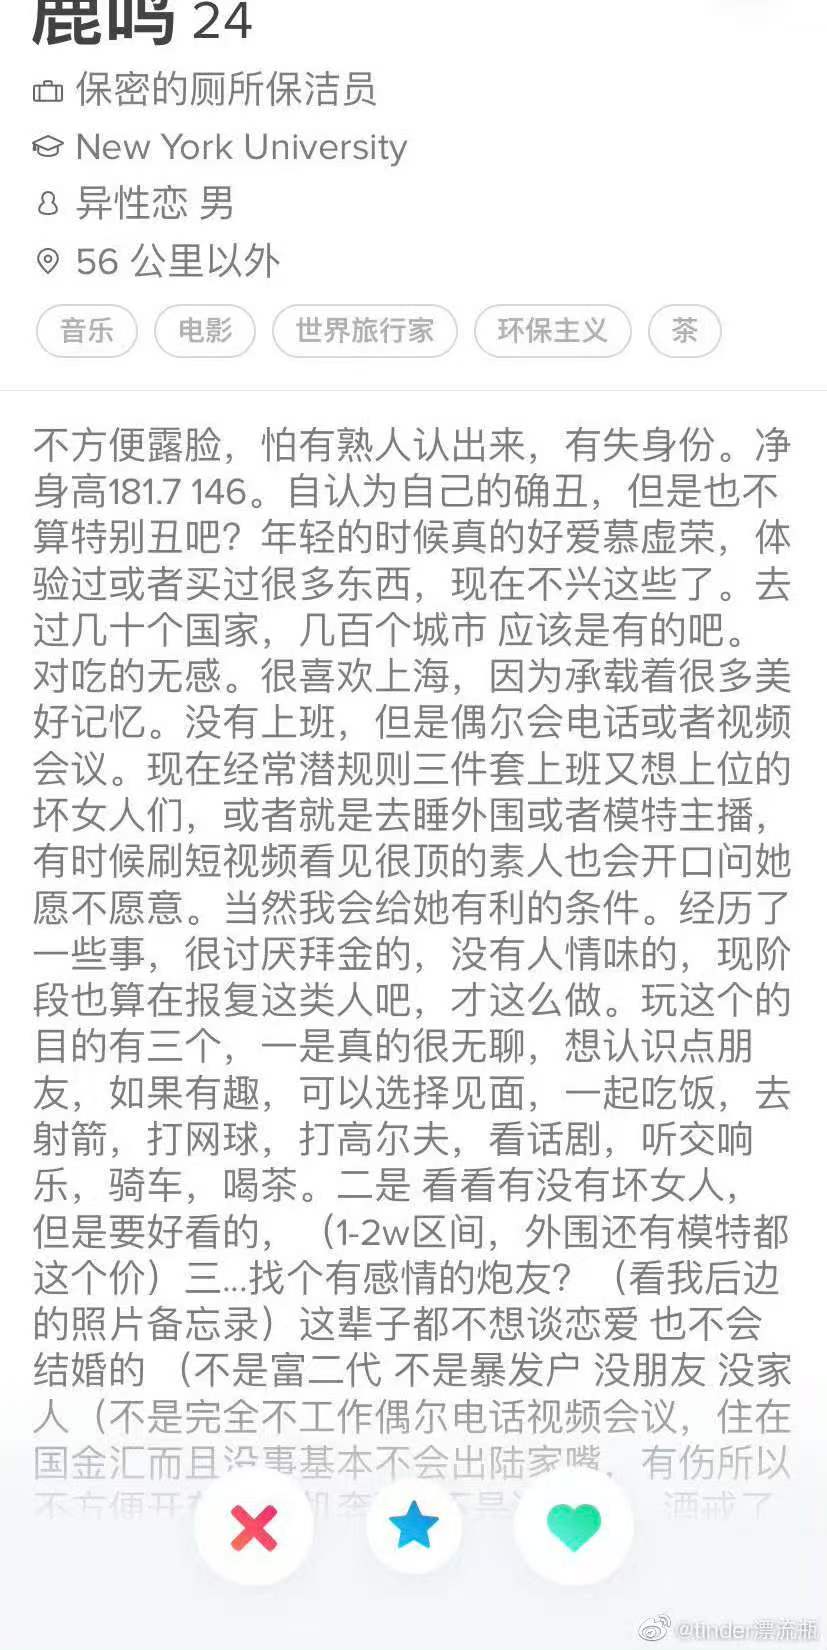 鹿鸣 24
保密的厕所保洁员
New York University
异性恋 男
56 公里以外
音乐 电影 世界旅行家 环保主义 茶
不方便露脸，怕有熟人认出来，有失身份。净
身高181.7 146。自认为自己的确丑，但是也不
算特别丑吧？年轻的时候真的好爱慕虚荣，体
验过或者买过很多东西，现在不兴这些了。去
过几十个国家，几百个城市 应该是有的吧。
对吃的无感。很喜欢上海，因为承载着很多美
好记忆。没有上班，但是偶尔会电话或者视频
会议。现在经常潜规则三件套上班又想上位的
坏女人们，或者就是去睡外围或者模特主播，
有时候刷短视频看见很顶的素人也会开口问她
愿不愿意。当然我会给她有利的条件。经历了
一些事，很讨厌拜金的，没有人情味的，现阶
段也算在报复这类人吧，才这么做。玩这个的
目的有三个，一是真的很无聊，想认识点朋
友，如果有趣，可以选择见面，一起吃饭，去
射箭，打网球，打高尔夫，看话剧，听交响
乐，骑车，喝茶。二是 看看有没有坏女人，
但是要好看的，（1-2w区间，外围还有模特都
这个价）三...找个有感情的炮友？（看我后边
的照片备忘录）这辈子都不想谈恋爱 也不会
结婚的 （不是富二代 不是暴发户 没朋友 没家
人（不是完全不工作偶尔电话视频会议，住在
国金汇而且没事基本不会出陆家嘴，有伤所以
不方便开 酒戒了
@tinder漂流瓶